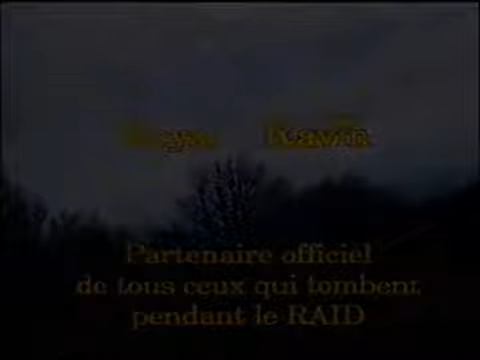 Partenaire officiel
de tous ceux qui tombent
pendant le RAID